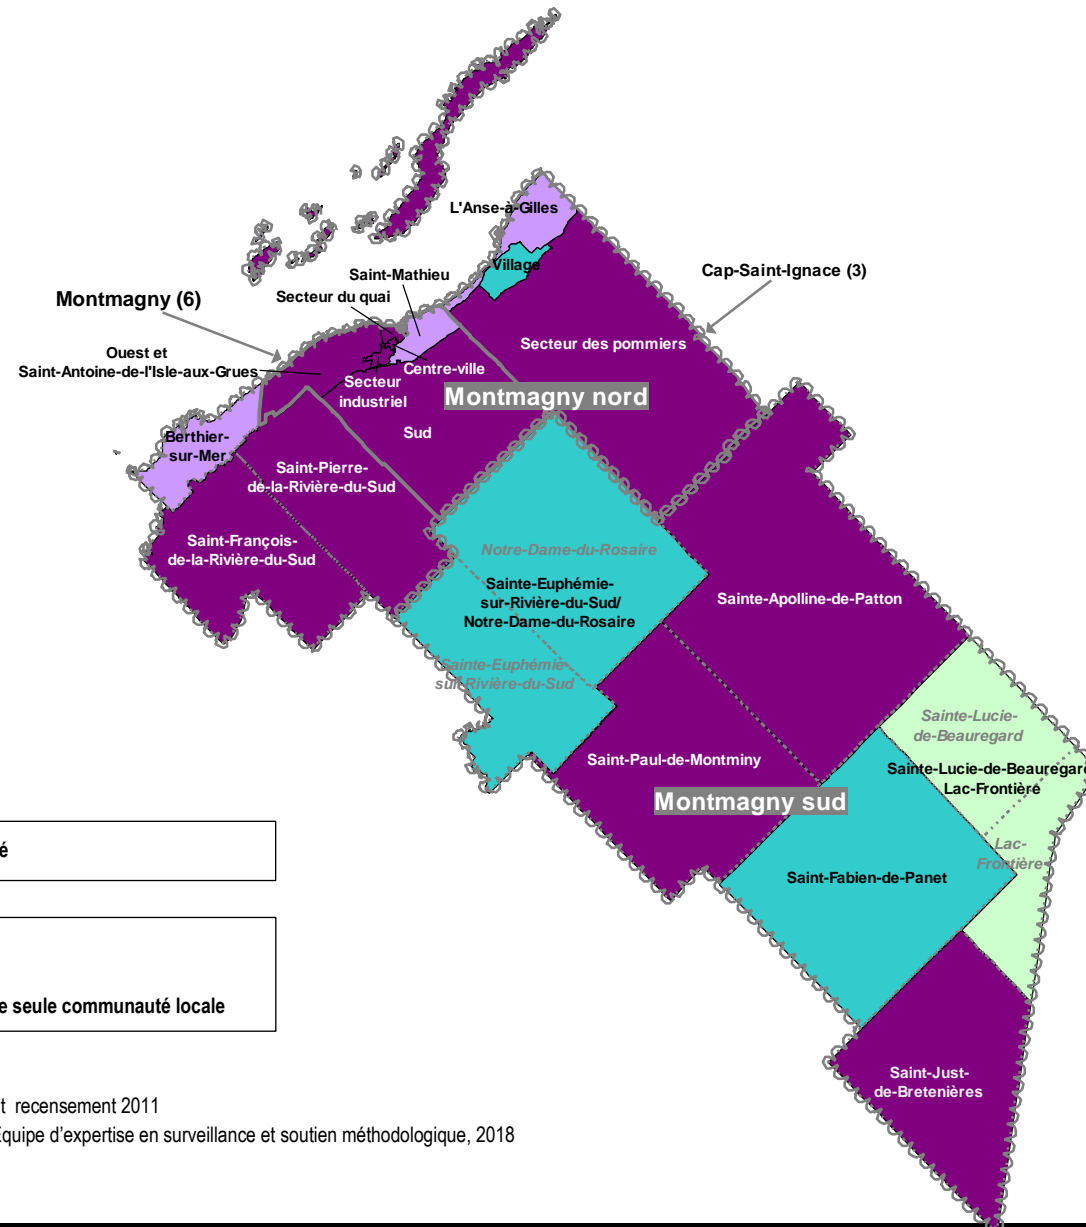 L'Anse-à-Gilles
Village
Saint-Mathieu
Cap-Saint-Ignace (3)
Montmagny (6)
Secteur du quai
Secteur des pommiers
Ouest et
Saint-Antoine-de-l'Isle-aux-Grues
Centre-ville
Secteur
industriel
Montmagny nord
Sud
Berthier-
sur-Mer
Saint-Pierre-
de-la-Rivière-du-Sud
Saint-François-
de-la-Rivière-du-Sud
Notre-Dame-du-Rosaire
Sainte-Euphémie-
sur-Rivière-du-Sud/
Notre-Dame-du-Rosaire
Sainte-Apolline-de-Patton
Sainte-Euphémie-
sur-Rivière-du-Sud
Sainte-Lucie-
de-Beauregard
Saint-Paul-de-Montminy
Sainte-Lucie-de-Beauregard
Lac-Frontière
Montmagny sud
Lac-
Frontière
Saint-Fabien-de-Panet
é
e seule communauté locale
Saint-Just-
de-Bretenières
t recensement 2011
Équipe d'expertise en surveillance et soutien méthodologique, 2018